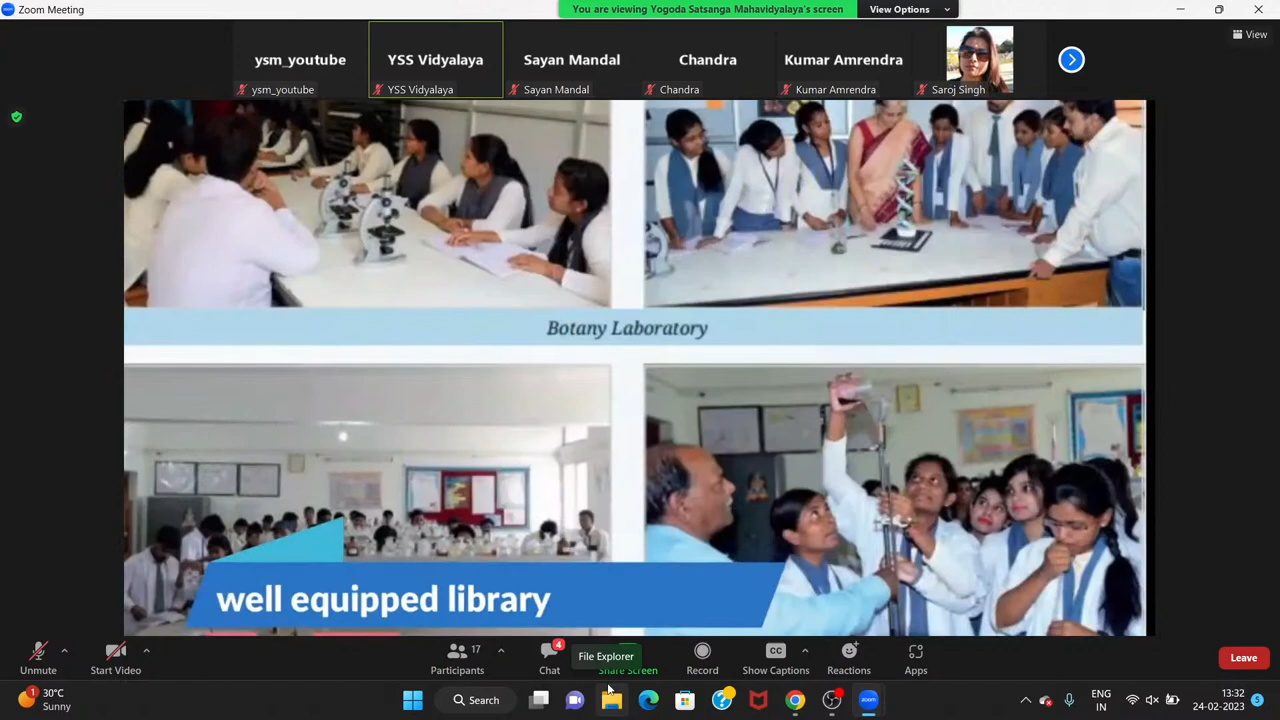 Zoom Meeting
You are viewing Yogoda Satsanga Mahavidyalaya's screen
View Options
View
ysm_youtube
YSS Vidyalaya
Sayan Mandal
Chandra
Kumar Amrendra
ysm_youtube
YSS Vidyalaya
Sayan Mandal
Chandra
Kumar Amrendra
Saroj Singh
Botany Laboratory
well equipped library
File Explorer
Unmute
Start Video
17
Participants
4
Chat
Share Screen
Record
CC
Show Captions
Reactions
Apps
Leave
1
30°C
Sunny
Search
ENG
IN
13:32
24-02-2023
5